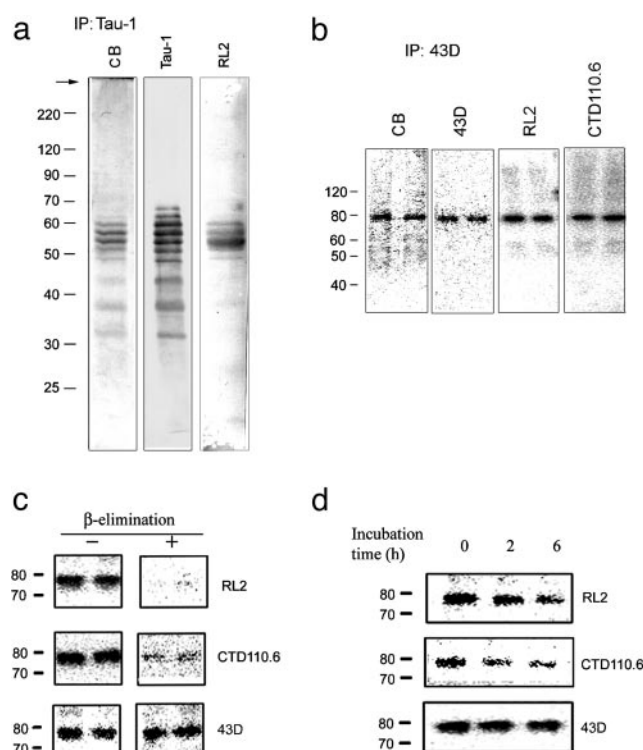 a
IP: Tau-1
CB
Tau-1
RL2
220
120
90
70
60
50
40
30
25
b
IP: 43D
CB
43D
RL2
CTD110.6
120
80
60
50
40
c
β-elimination
− +
80
70
RL2
80
70
CTD110.6
80
70
43D
d
Incubation
time (h) 0 2 6
80
70
RL2
80
70
CTD110.6
80
70
43D